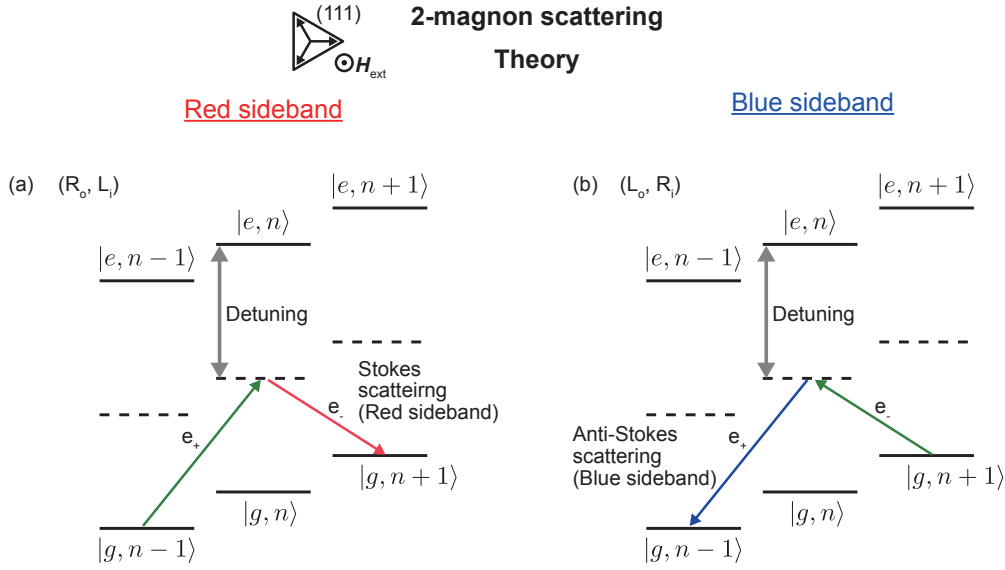 (111)
2-magnon scattering
Theory
H_ext
Red sideband
Blue sideband
(a) (R_o, L_i)
|e, n + 1⟩
|e, n⟩
|e, n − 1⟩
Detuning
Stokes
scatteirng
(Red sideband)
e_+
e_-
|g, n + 1⟩
|g, n⟩
|g, n − 1⟩
(b) (L_o, R_i)
|e, n + 1⟩
|e, n⟩
|e, n − 1⟩
Detuning
Anti-Stokes
scattering
(Blue sideband)
e_+
e_-
|g, n + 1⟩
|g, n⟩
|g, n − 1⟩